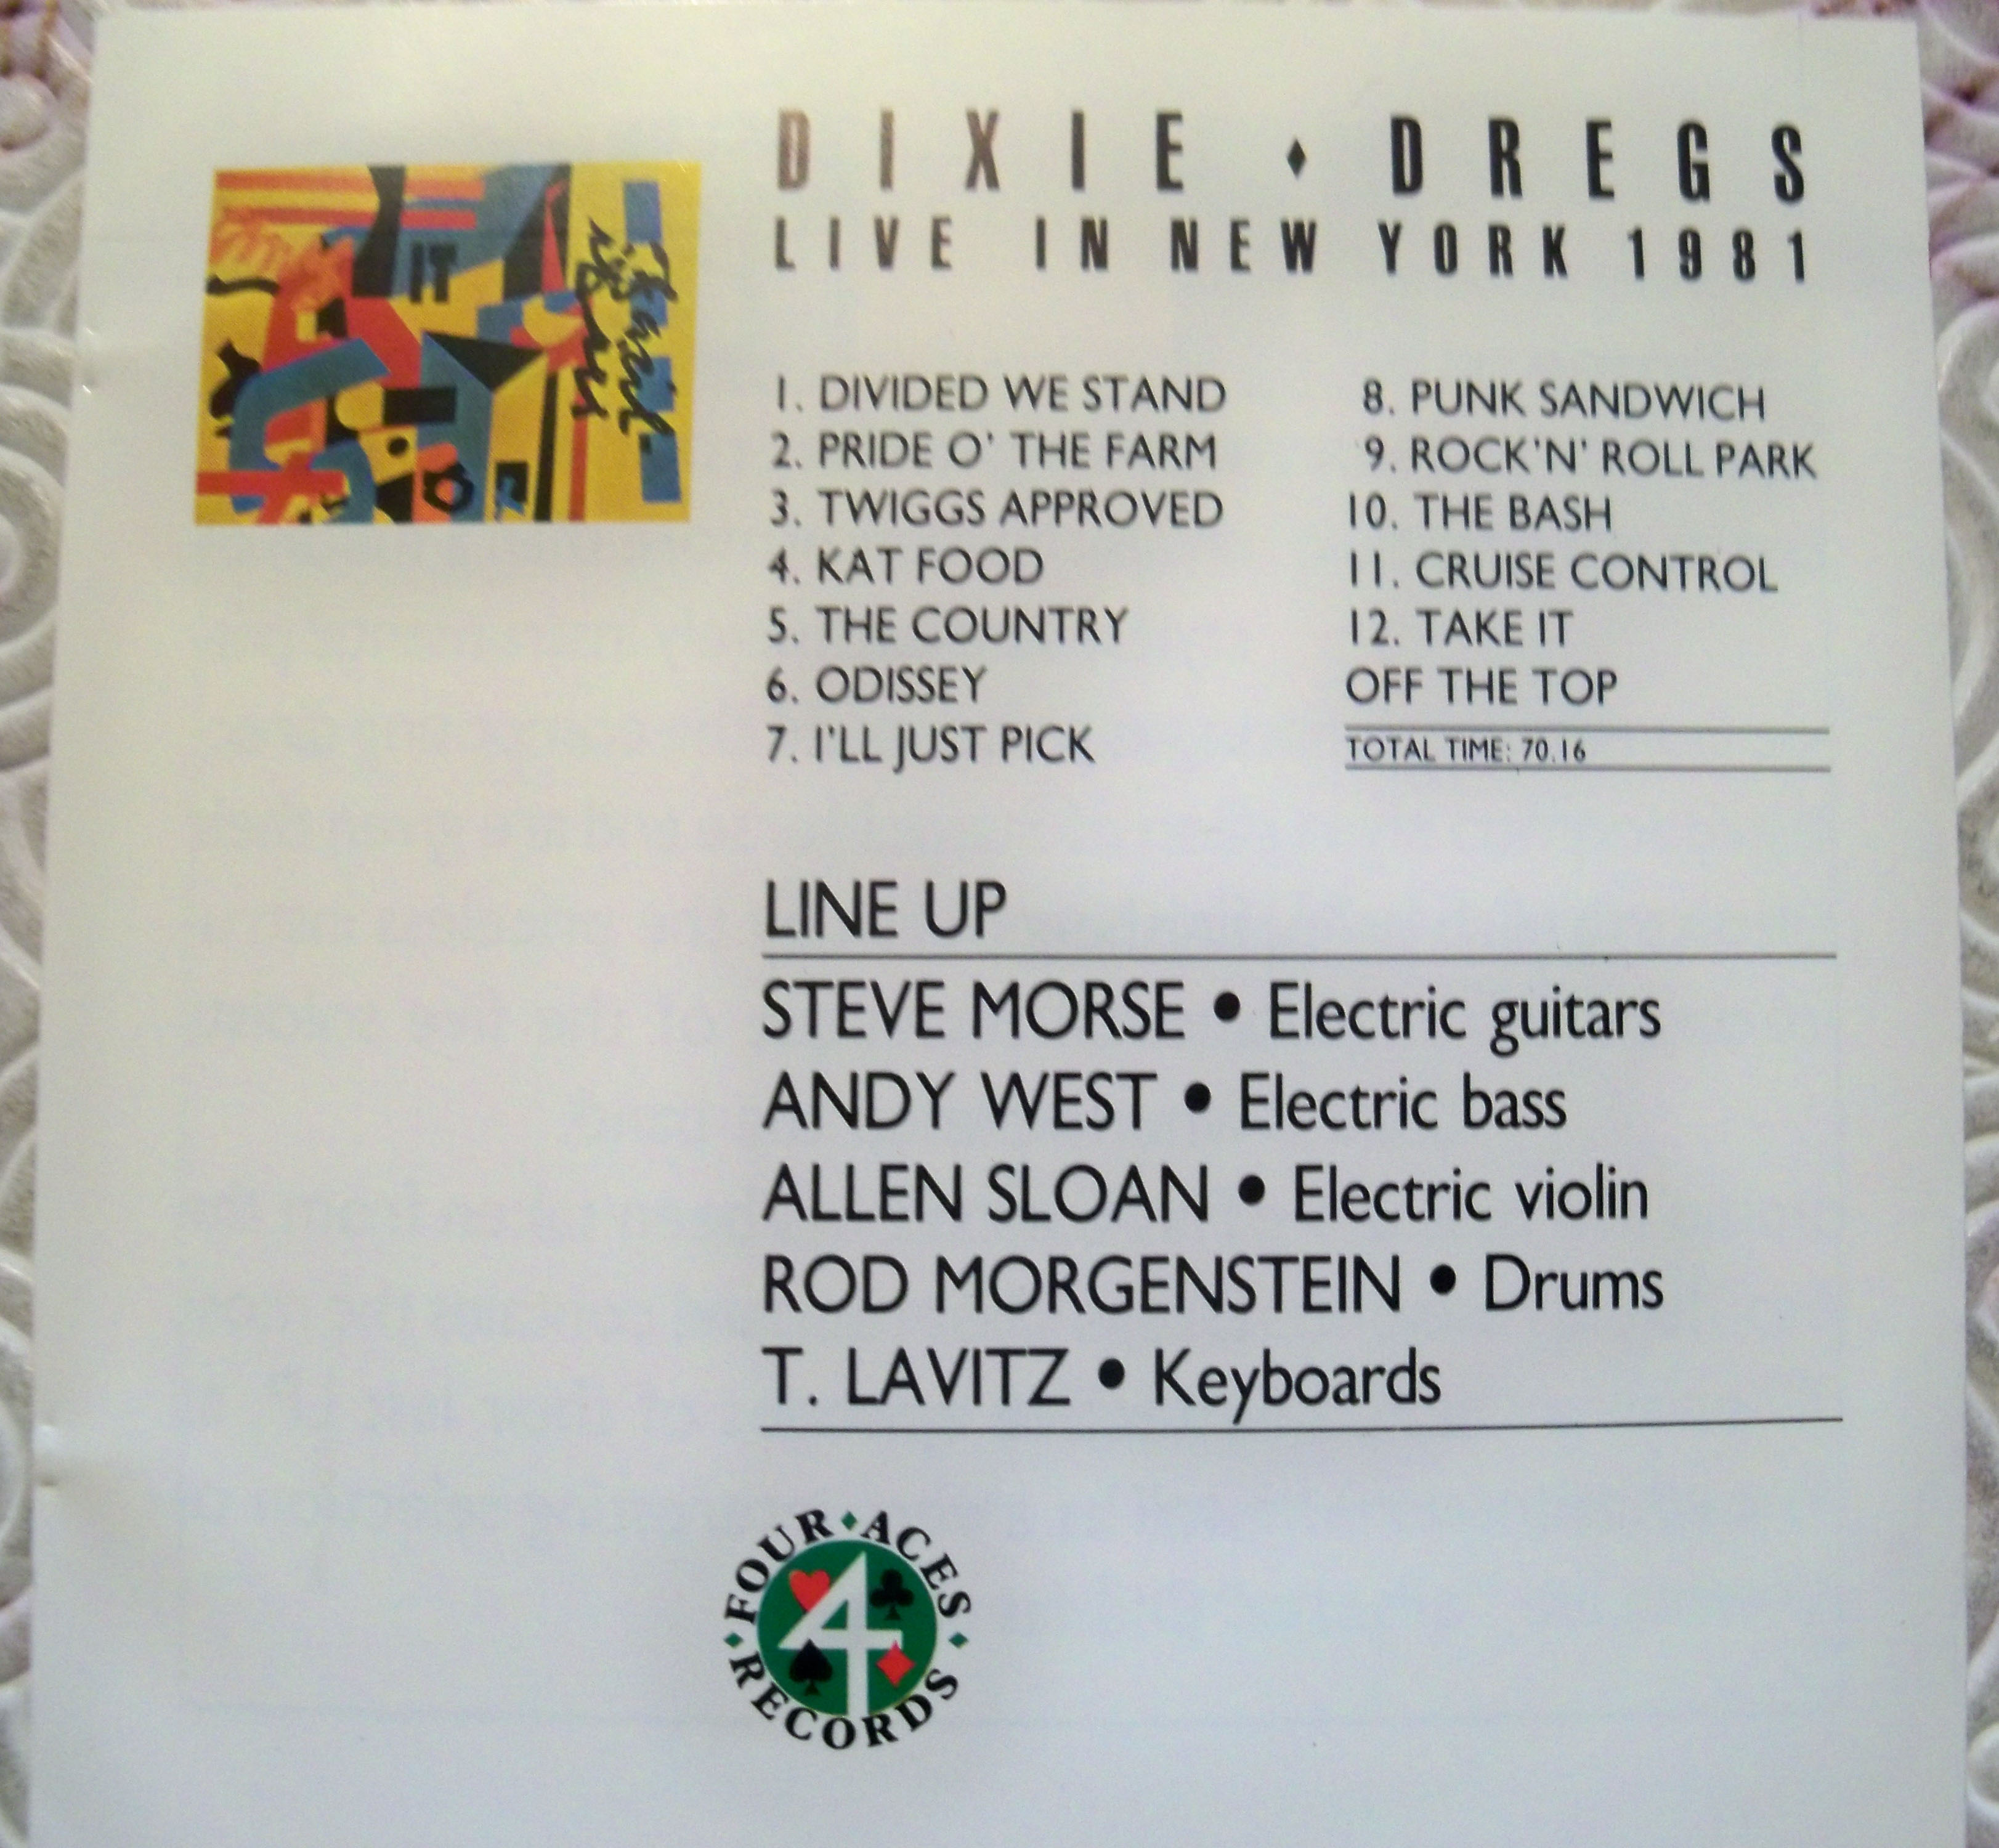 DIXIE ♦ DREGS
LIVE IN NEW YORK 1981
IT
1. DIVIDED WE STAND
2. PRIDE O' THE FARM
3. TWIGGS APPROVED
4. KAT FOOD
5. THE COUNTRY
6. ODISSEY
7. I'LL JUST PICK
8. PUNK SANDWICH
9. ROCK'N' ROLL PARK
10. THE BASH
11. CRUISE CONTROL
12. TAKE IT
OFF THE TOP
TOTAL TIME: 70.16
LINE UP
STEVE MORSE • Electric guitars
ANDY WEST • Electric bass
ALLEN SLOAN • Electric violin
ROD MORGENSTEIN • Drums
T. LAVITZ • Keyboards
FOUR ♦ ACES ♦ RECORDS ♦
4